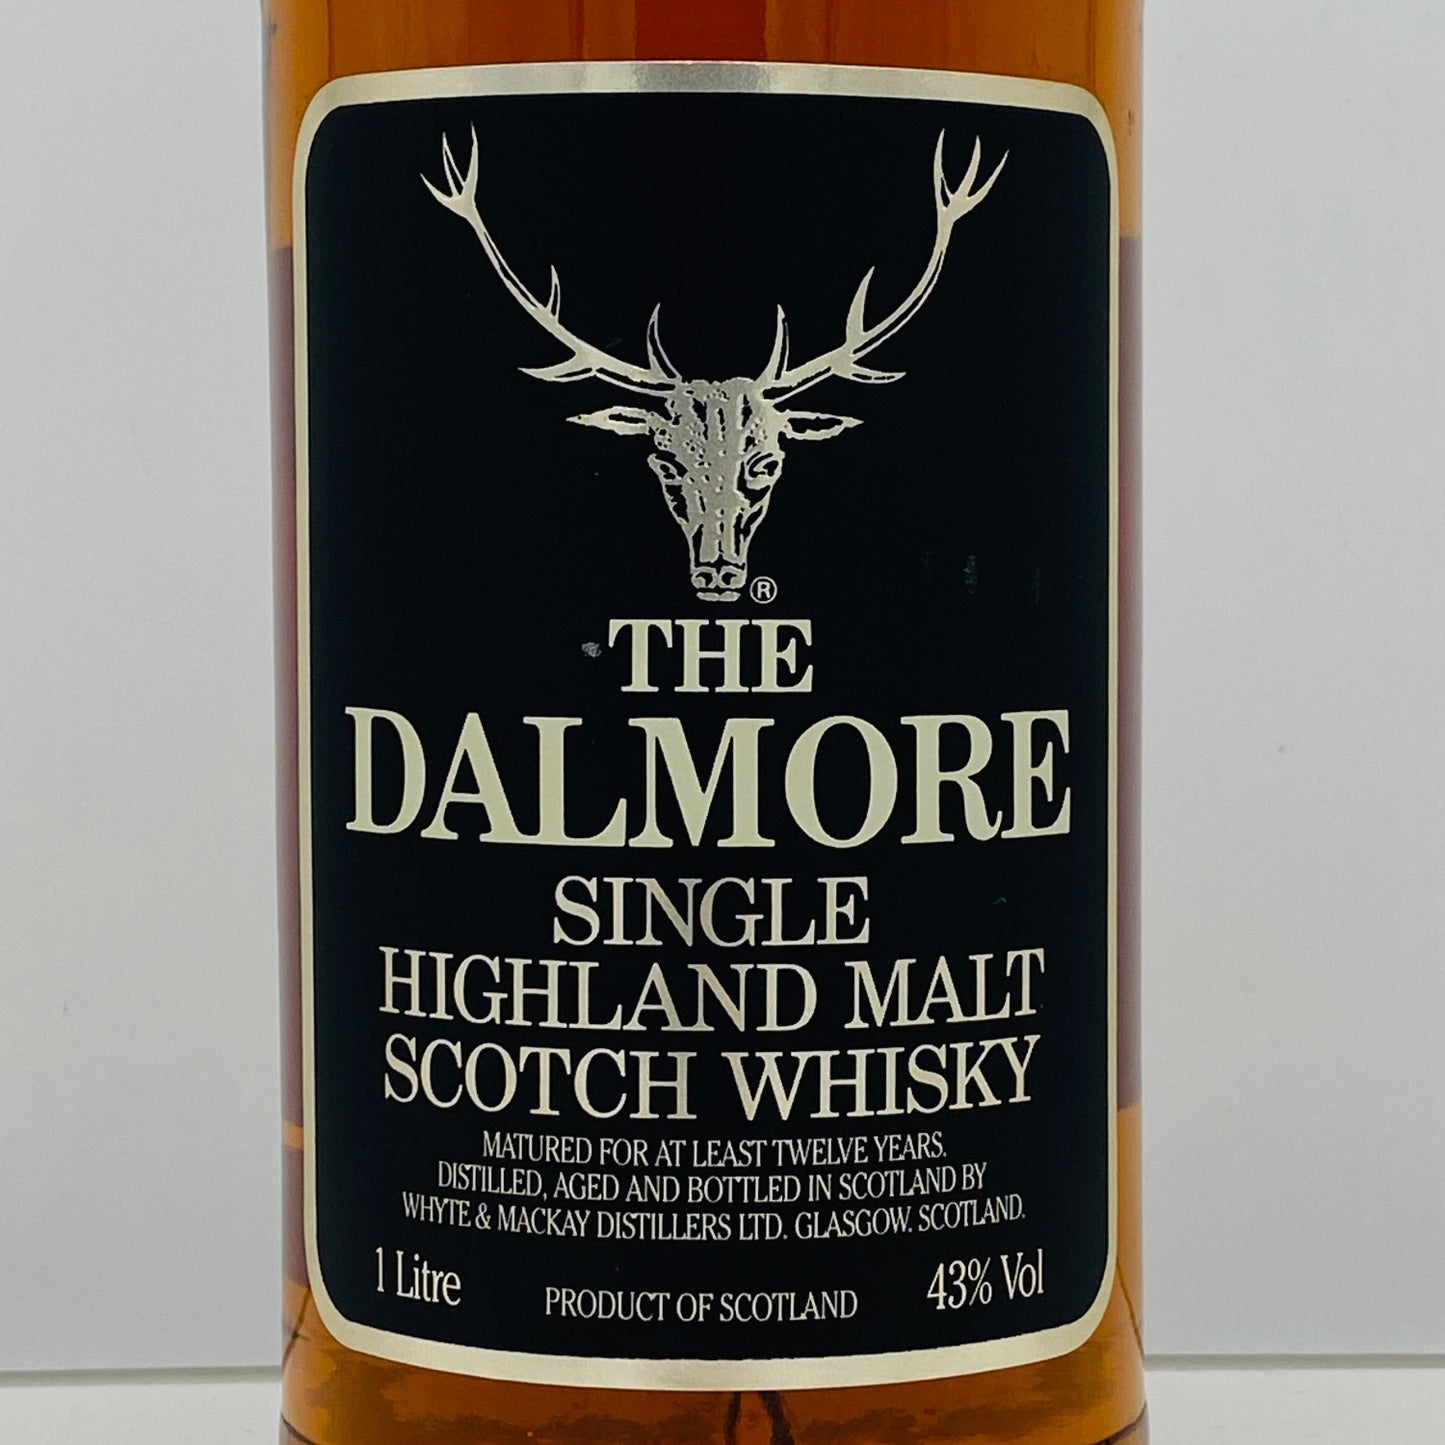 ®
THE
DALMORE
SINGLE
HIGHLAND MALT
SCOTCH WHISKY
MATURED FOR AT LEAST TWELVE YEARS.
DISTILLED, AGED AND BOTTLED IN SCOTLAND BY
WHYTE & MACKAY DISTILLERS LTD. GLASGOW. SCOTLAND.
1 Litre PRODUCT OF SCOTLAND 43% Vol